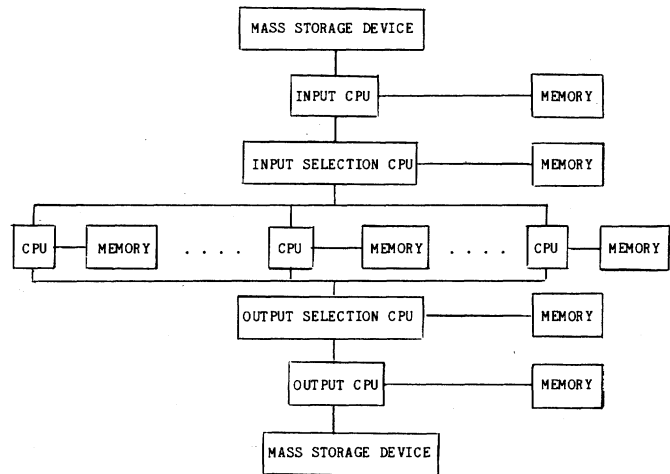 MASS STORAGE DEVICE
INPUT CPU
MEMORY
INPUT SELECTION CPU
MEMORY
CPU
MEMORY
. . . .
CPU
MEMORY
. . . .
CPU
MEMORY
OUTPUT SELECTION CPU
MEMORY
OUTPUT CPU
MEMORY
MASS STORAGE DEVICE